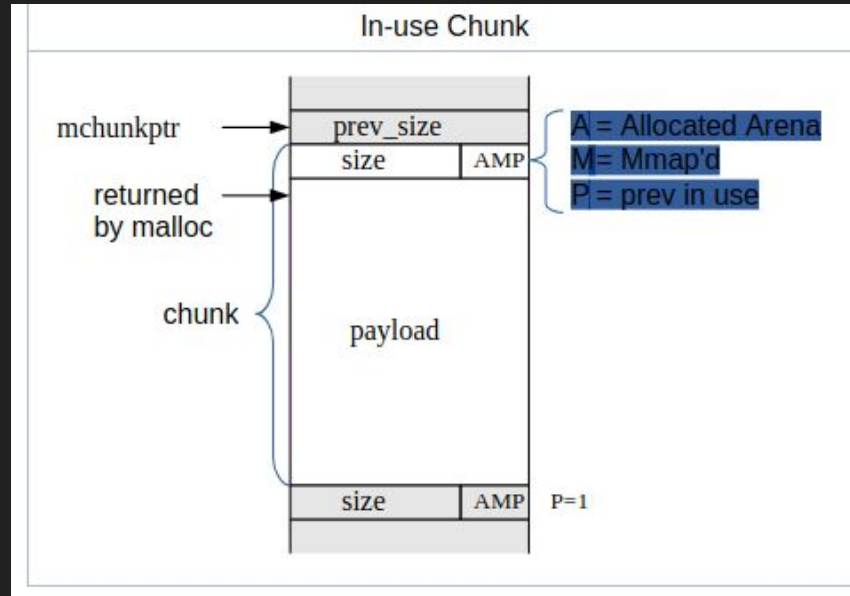 In-use Chunk
mchunkptr
prev_size
A = Allocated Arena
size
AMP
M = Mmap'd
returned
by malloc
P = prev in use
chunk
payload
size
AMP
P=1